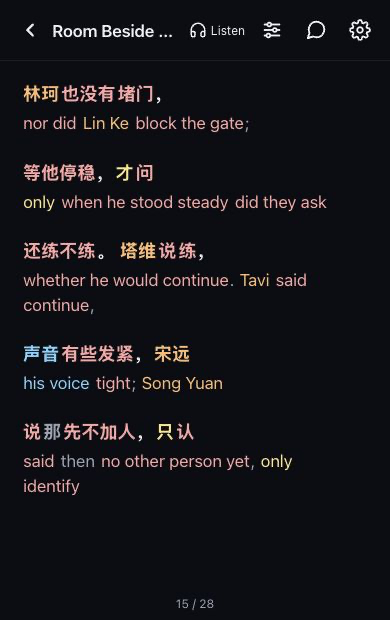 Room Beside ... Listen
林珂也没有堵门，
nor did Lin Ke block the gate;
等他停稳，才问
only when he stood steady did they ask
还练不练。塔维说练，
whether he would continue. Tavi said
continue,
声音有些发紧，宋远
his voice tight; Song Yuan
说那先不加人，只认
said then no other person yet, only
identify
15 / 28